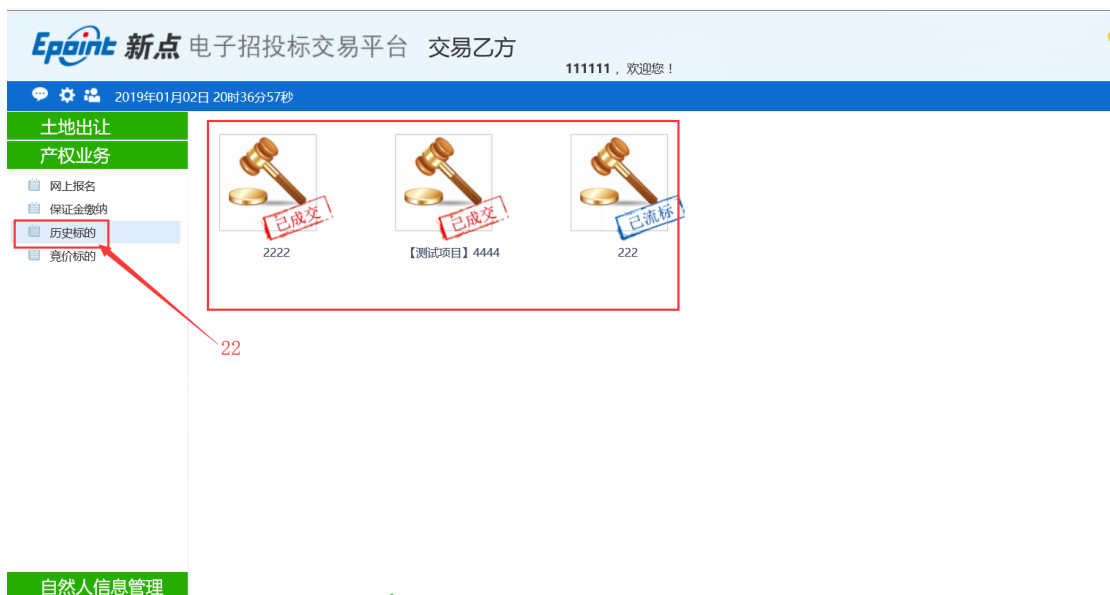 Epoint 新点 电子招投标交易平台 交易乙方
111111 ，欢迎您！
2019年01月02日 20时36分57秒
土地出让
产权业务
网上报名
保证金缴纳
历史标的
竞价标的
已成交
已成交
已流标
2222
【测试项目】4444
222
22
自然人信息管理